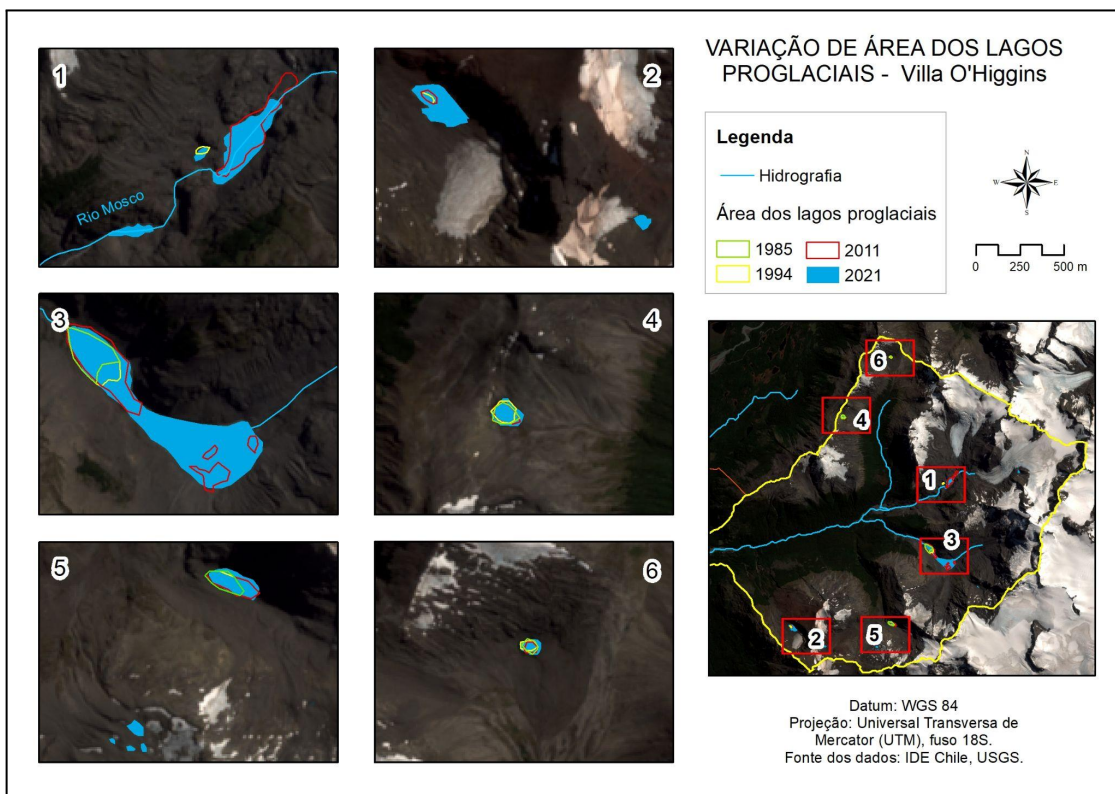 VARIAÇÃO DE ÁREA DOS LAGOS
PROGLACIAIS - Villa O'Higgins
Legenda
Hidrografia
Área dos lagos proglaciais
1985
2011
1994
2021
N
W
E
S
0 250 500 m
1
Rio Mosco
2
3
4
5
6
6
4
1
3
2
5
Datum: WGS 84
Projeção: Universal Transversa de
Mercator (UTM), fuso 18S.
Fonte dos dados: IDE Chile, USGS.